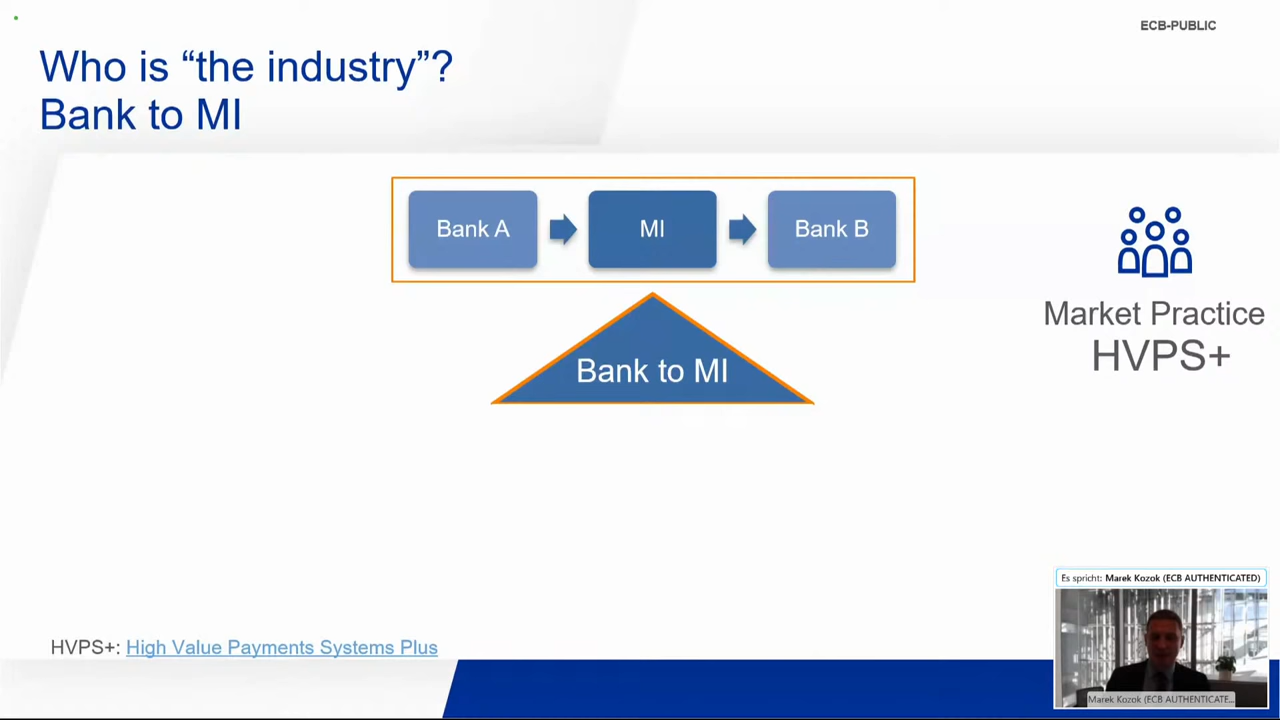 ECB-PUBLIC
Who is “the industry”?
Bank to MI
Bank A
MI
Bank B
Bank to MI
Market Practice
HVPS+
HVPS+: High Value Payments Systems Plus
Es spricht: Marek Kozok (ECB AUTHENTICATED)
Marek Kozok (ECB AUTHENTICATE...